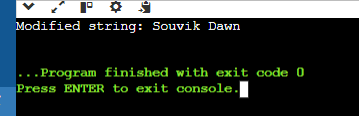 Modified string: Souvik Dawn
...Program finished with exit code 0
Press ENTER to exit console.